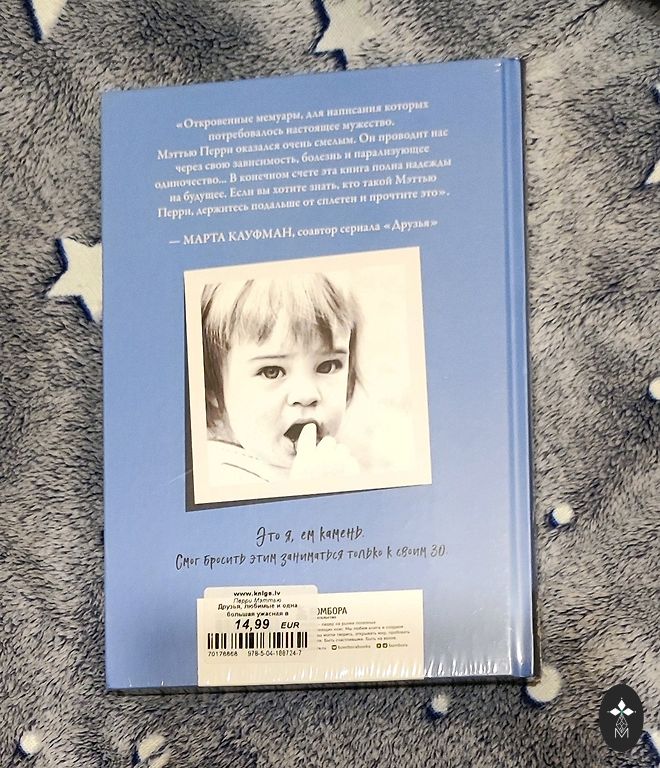 «Откровенные мемуары, для написания которых
потребовалось настоящее мужество.
Мэттью Перри оказался очень смелым. Он проводит нас
через свою зависимость, болезнь и парализующее
одиночество... В конечном счете эта книга полна надежды
на будущее. Если вы хотите знать, кто такой Мэттью
Перри, держитесь подальше от сплетен и прочтите это».
— МАРТА КАУФМАН, соавтор сериала «Друзья»
Это я, ем камень.
Смог бросить этим заниматься только к своим 30.
www.kniga.lv
Перри Мэттью
Друзья, любимые и одна
большая ужасная в
14,99 EUR
70176868 978-5-04-188724-7
ОМБОРА
bomborabooks bombora
M